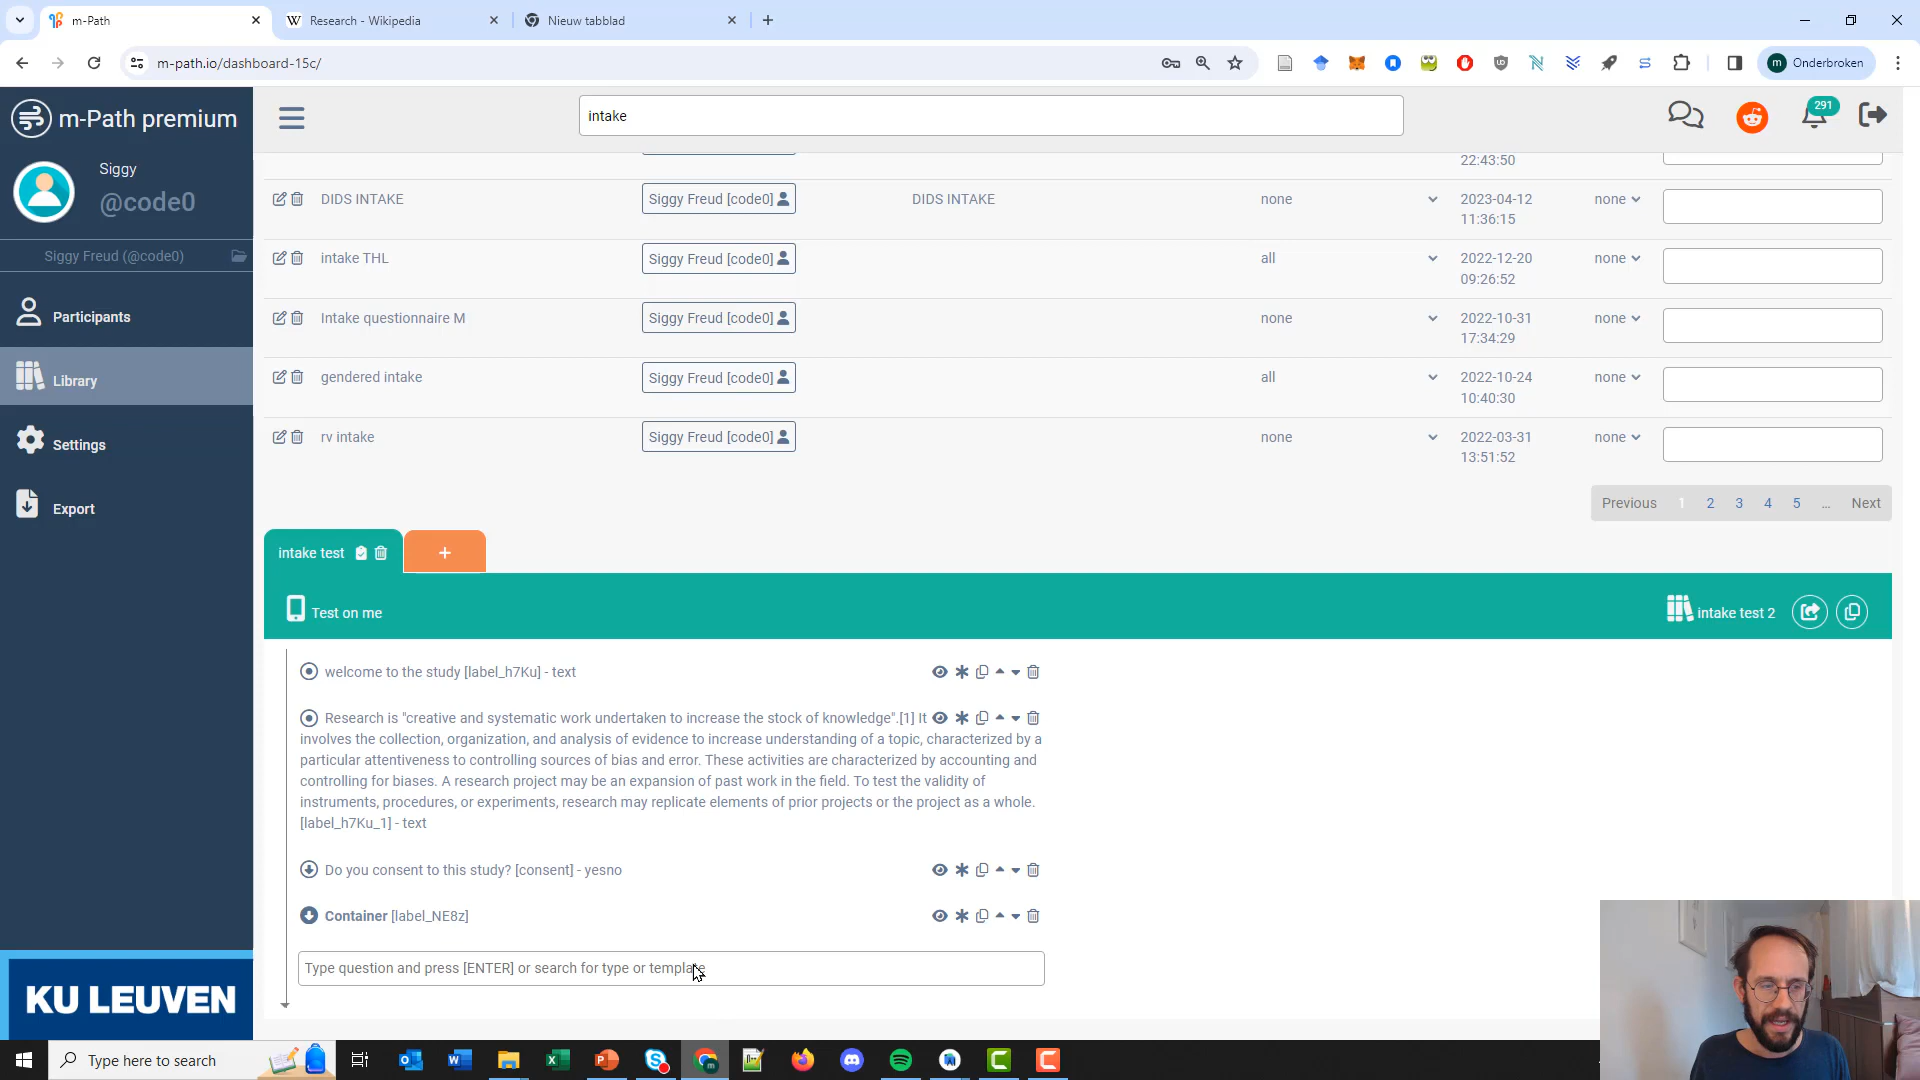 m-Path
Research - Wikipedia
Nieuw tabblad
m-path.io/dashboard-15c/
m
Onderbroken
m-Path premium
intake
291
Siggy
@code0
Siggy Freud (@code0)
Participants
Library
Settings
Export
KU LEUVEN
22:43:50
DIDS INTAKE
Siggy Freud [code0]
DIDS INTAKE
none
2023-04-12
11:36:15
none
intake THL
Siggy Freud [code0]
all
2022-12-20
09:26:52
none
Intake questionnaire M
Siggy Freud [code0]
none
2022-10-31
17:34:29
none
gendered intake
Siggy Freud [code0]
all
2022-10-24
10:40:30
none
rv intake
Siggy Freud [code0]
none
2022-03-31
13:51:52
none
Previous 1 2 3 4 5 ... Next
intake test
+
Test on me
intake test 2
welcome to the study [label_h7Ku] - text
Research is "creative and systematic work undertaken to increase the stock of knowledge".[1] It
involves the collection, organization, and analysis of evidence to increase understanding of a topic, characterized by a
particular attentiveness to controlling sources of bias and error. These activities are characterized by accounting and
controlling for biases. A research project may be an expansion of past work in the field. To test the validity of
instruments, procedures, or experiments, research may replicate elements of prior projects or the project as a whole.
[label_h7Ku_1] - text
Do you consent to this study? [consent] - yesno
Container [label_NE8z]
Type question and press [ENTER] or search for type or template
Type here to search